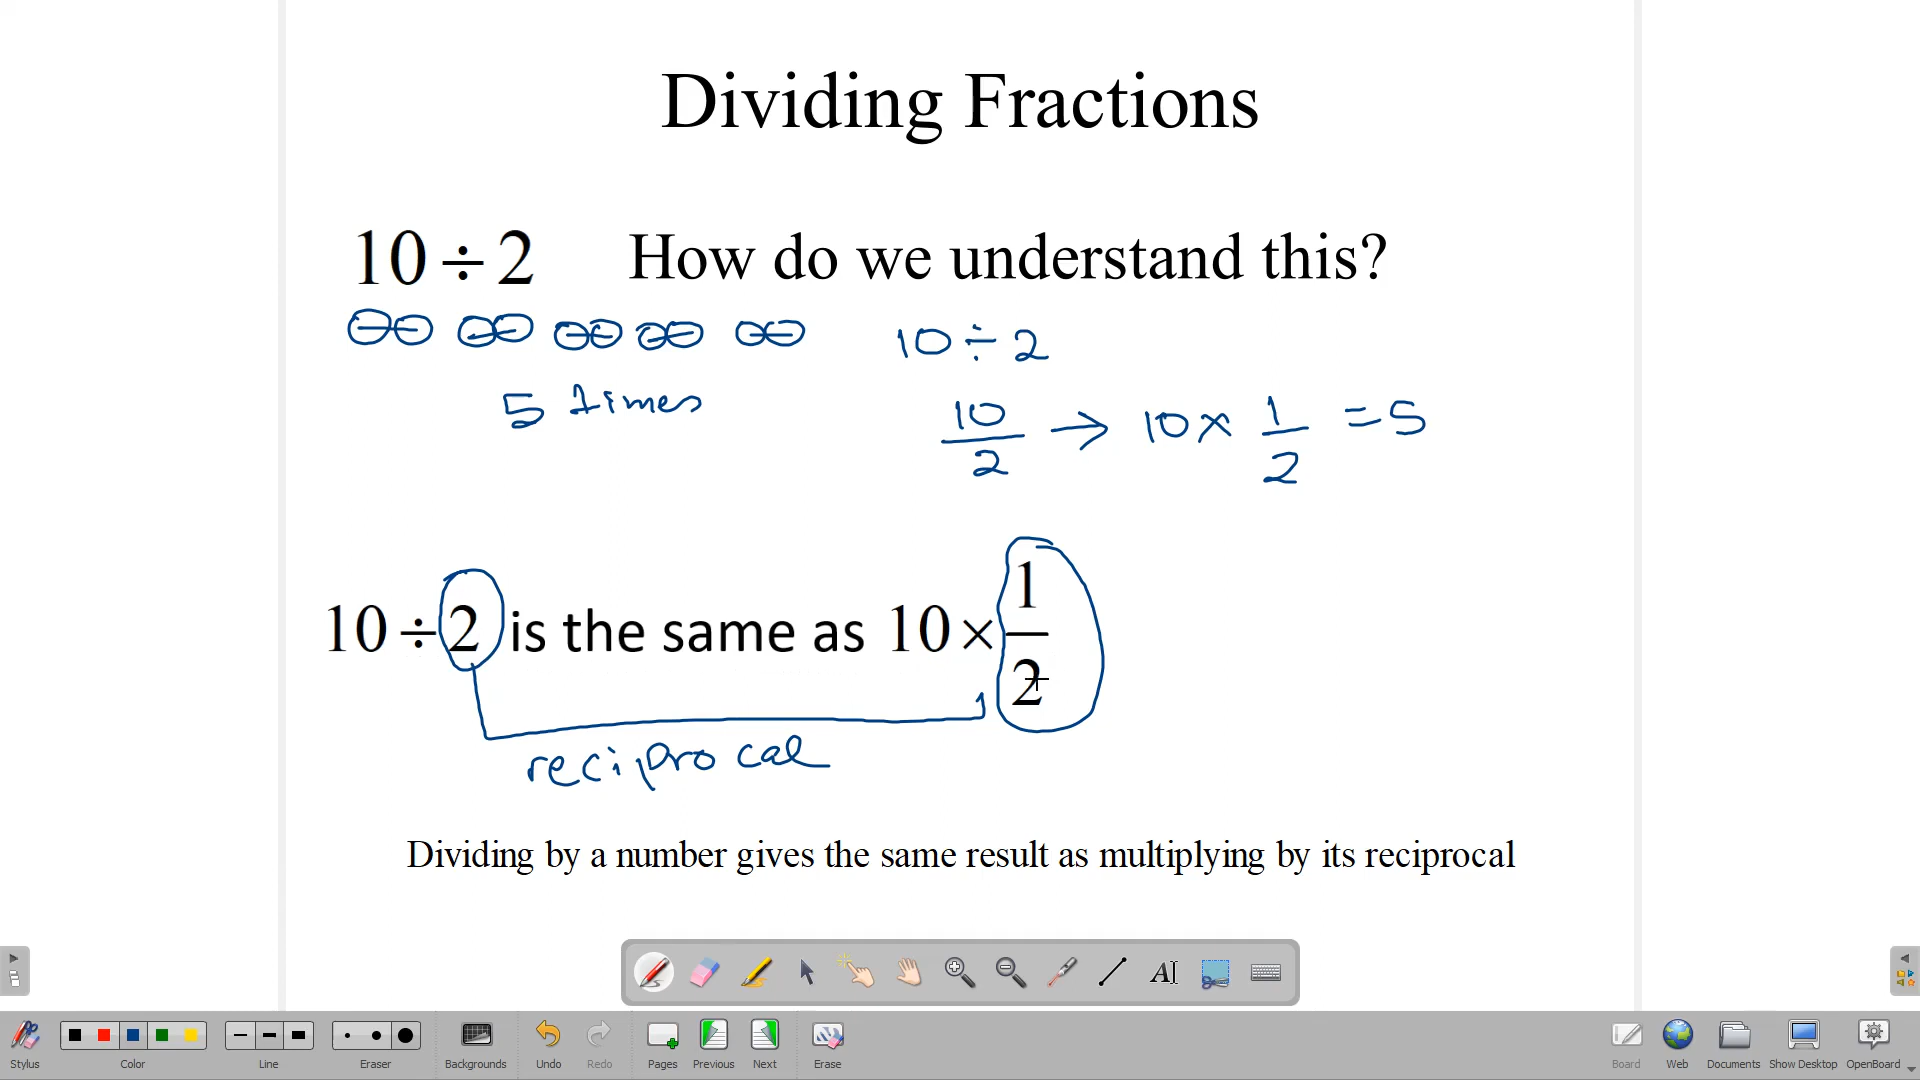 Dividing Fractions
10 ÷ 2 How do we understand this?
10 ÷ 2
5 times
10/2 → 10 × 1/2 = 5
10 ÷ 2 is the same as 10 × 1/2
reciprocal
Dividing by a number gives the same result as multiplying by its reciprocal
Stylus Color Line Eraser Backgrounds Undo Redo Pages Previous Next Erase Board Web Documents Show Desktop OpenBoard